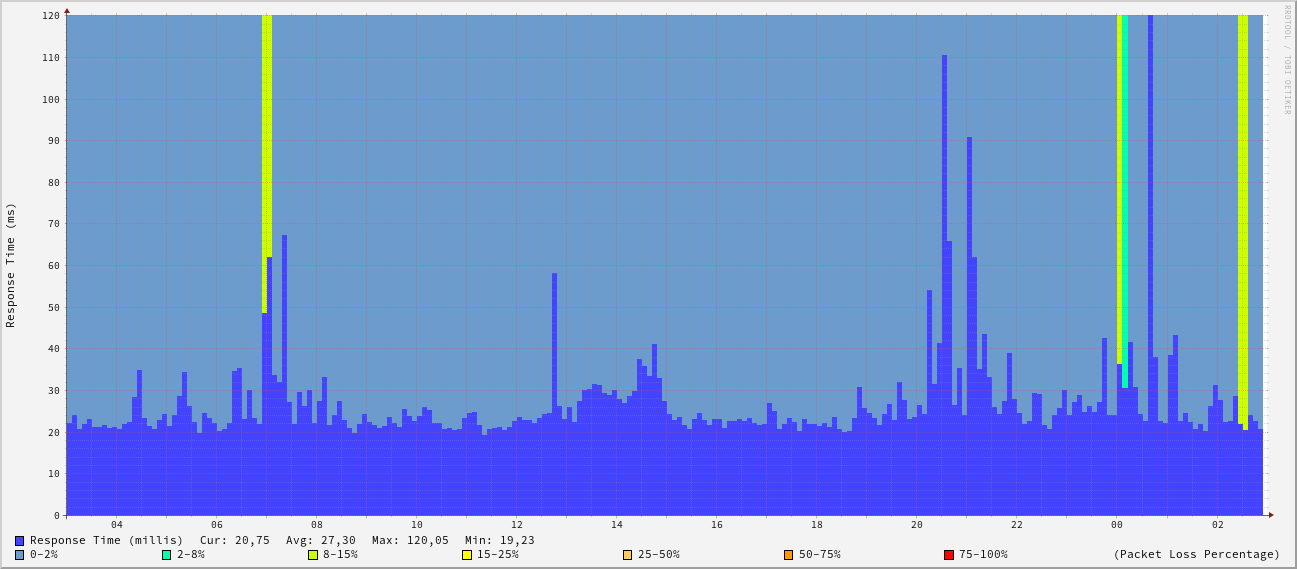 RRDTOOL / TOBI OETIKER
Response Time (ms)
120
110
100
90
80
70
60
50
40
30
20
10
0
04 06 08 10 12 14 16 18 20 22 00 02
Response Time (millis) Cur: 20,75 Avg: 27,30 Max: 120,05 Min: 19,23
0-2% 2-8% 8-15% 15-25% 25-50% 50-75% 75-100% (Packet Loss Percentage)